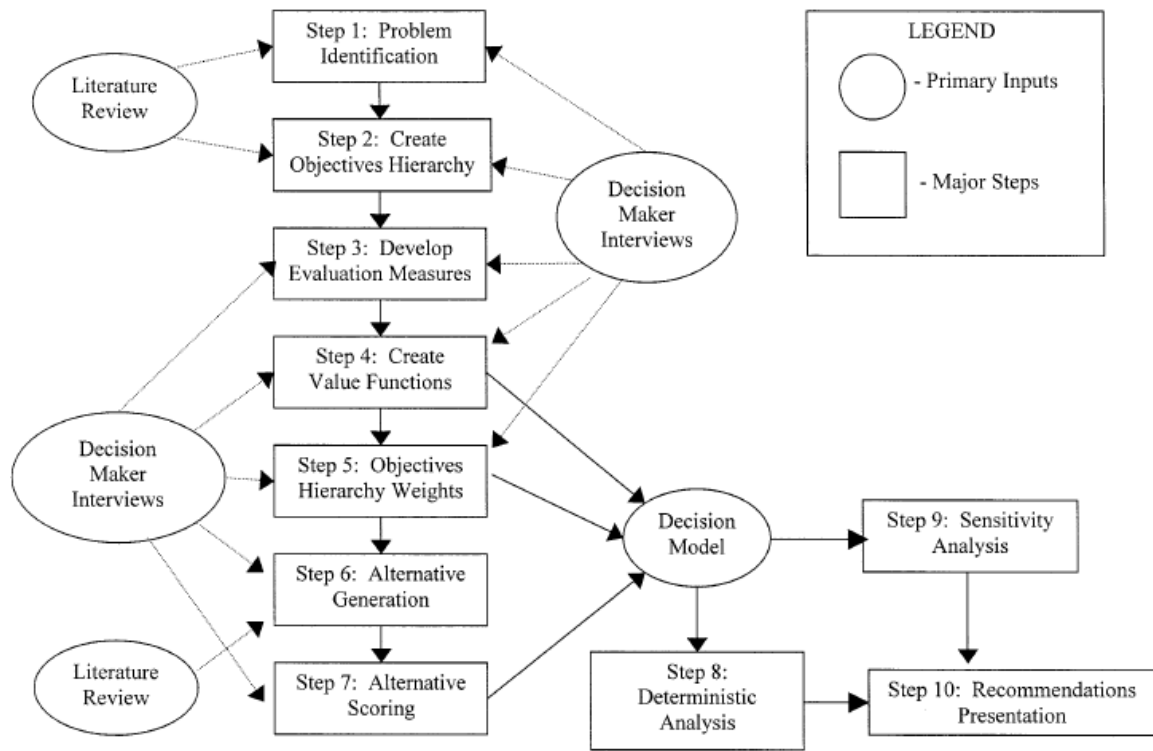 Step 1: Problem
Identification
LEGEND
Literature
Review
- Primary Inputs
Step 2: Create
Objectives Hierarchy
Decision
Maker
Interviews
- Major Steps
Step 3: Develop
Evaluation Measures
Step 4: Create
Value Functions
Decision
Maker
Interviews
Step 5: Objectives
Hierarchy Weights
Decision
Model
Step 9: Sensitivity
Analysis
Step 6: Alternative
Generation
Literature
Review
Step 7: Alternative
Scoring
Step 8:
Deterministic
Analysis
Step 10: Recommendations
Presentation